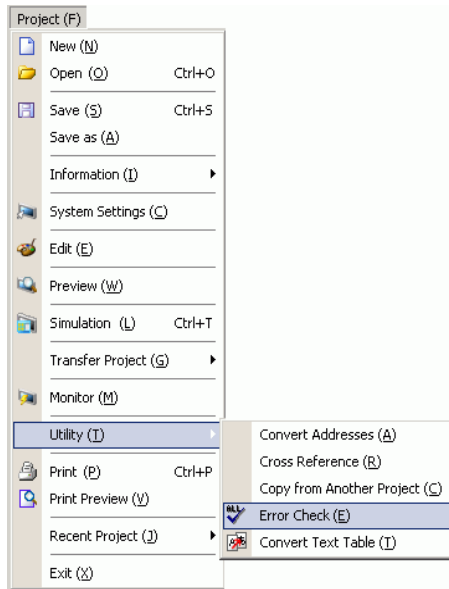 Project (F)
New (N)
Open (O) Ctrl+O
Save (S) Ctrl+S
Save as (A)
Information (I)
System Settings (C)
Edit (E)
Preview (W)
Simulation (L) Ctrl+T
Transfer Project (G)
Monitor (M)
Utility (T)
Convert Addresses (A)
Cross Reference (R)
Copy from Another Project (C)
ALL Error Check (E)
Convert Text Table (T)
Print (P) Ctrl+P
Print Preview (V)
Recent Project (J)
Exit (X)